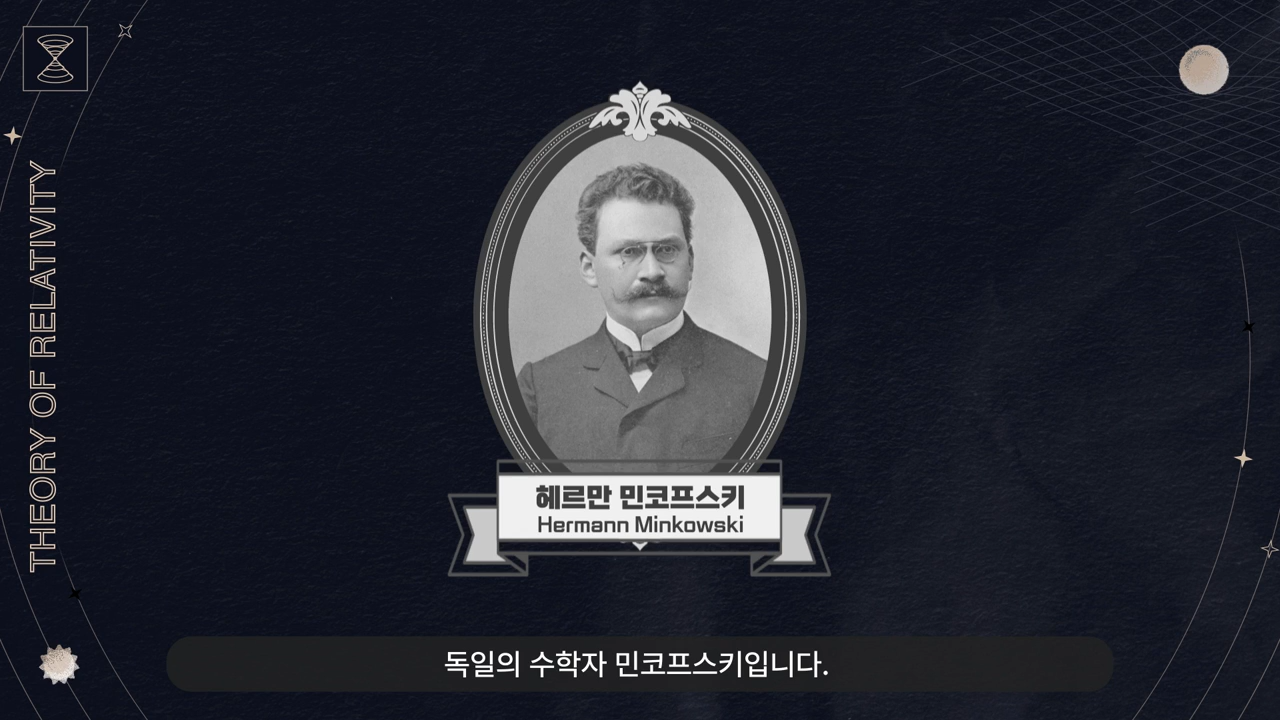 THEORY OF RELATIVITY
헤르만 민코프스키
Hermann Minkowski
독일의 수학자 민코프스키입니다.